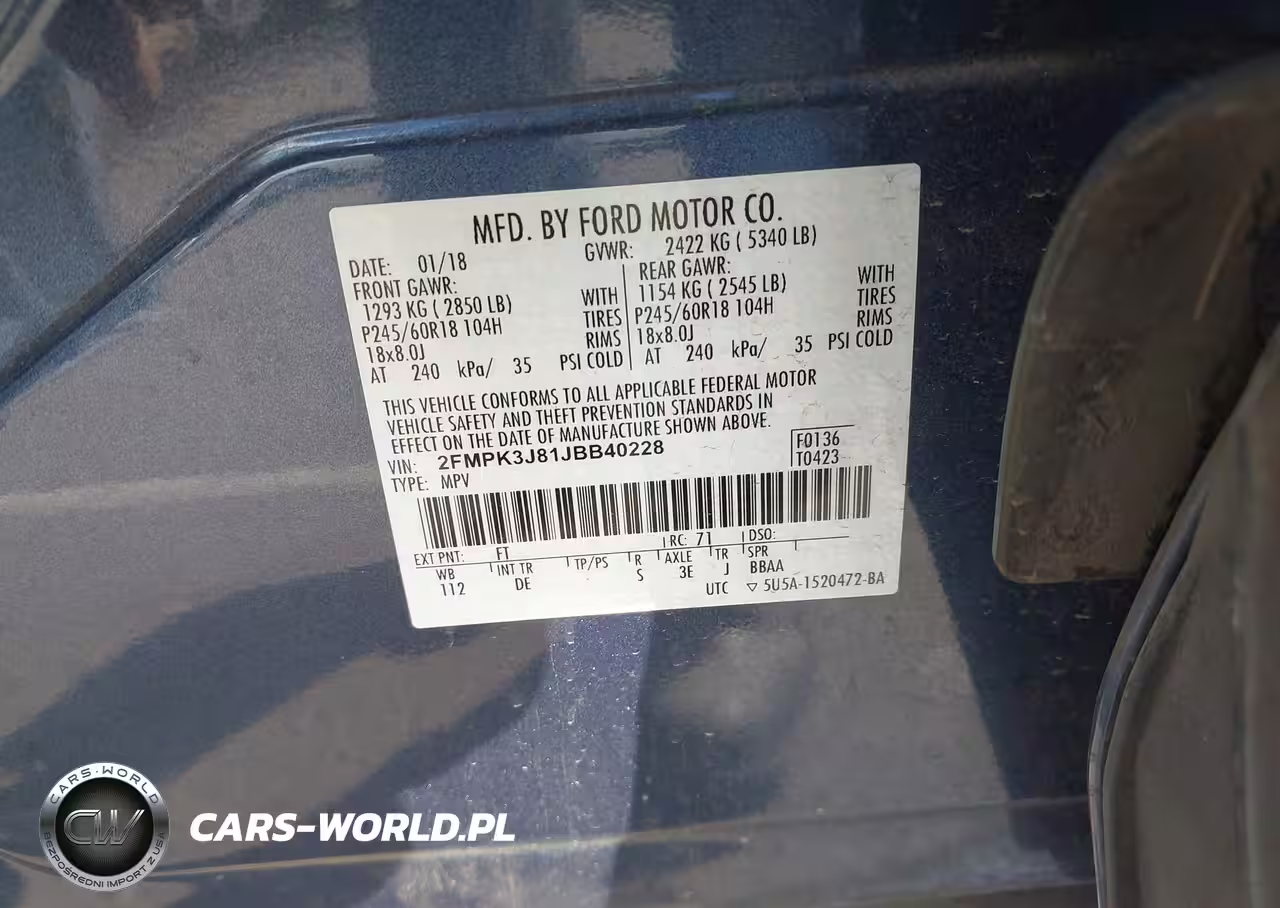 MFD. BY FORD MOTOR CO.
DATE: 01/18 GVWR: 2422 KG ( 5340 LB)
FRONT GAWR: REAR GAWR:
1293 KG ( 2850 LB) WITH 1154 KG ( 2545 LB) WITH
P245/60R18 104H TIRES P245/60R18 104H TIRES
18x8.0J RIMS 18x8.0J RIMS
AT 240 kPa/ 35 PSI COLD AT 240 kPa/ 35 PSI COLD
THIS VEHICLE CONFORMS TO ALL APPLICABLE FEDERAL MOTOR
VEHICLE SAFETY AND THEFT PREVENTION STANDARDS IN
EFFECT ON THE DATE OF MANUFACTURE SHOWN ABOVE.
VIN: 2FMPK3J81JBB40228 F0136
TYPE: MPV T0423
EXT PNT: FT RC: 71 DSO:
WB INT TR TP/PS R AXLE TR SPR
112 DE S 3E J BBAA
UTC ▽ 5U5A-1520472-BA
CARS-WORLD
CW
BEZPOŚREDNI IMPORT Z USA
CARS-WORLD.PL